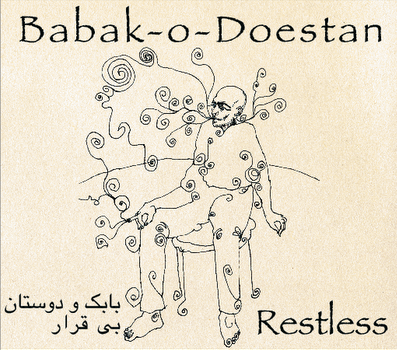 Babak-o-Doestan
بابک و دوستان
بی قرار
Restless